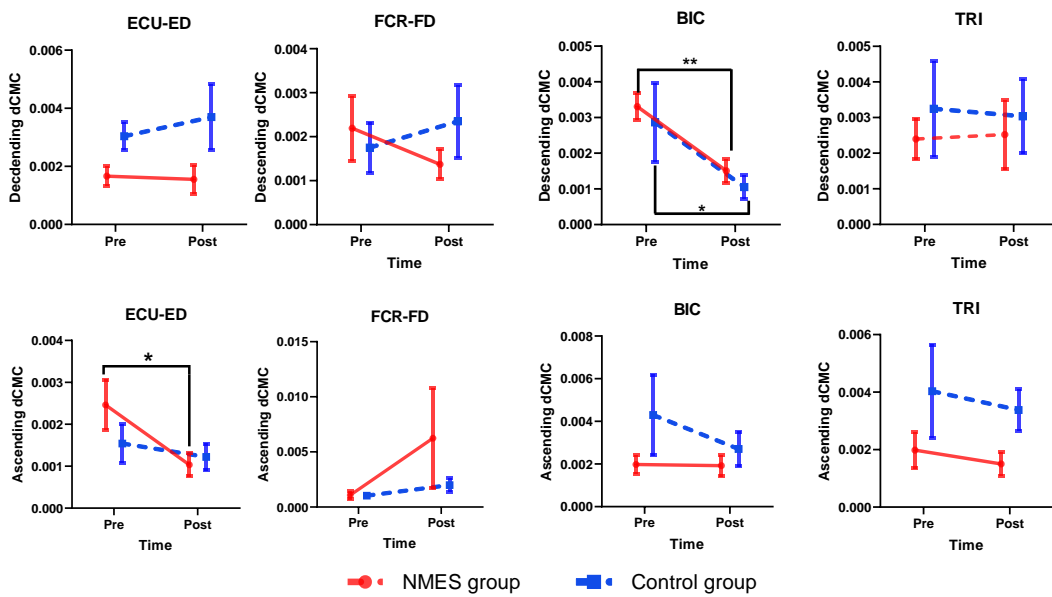 ECU-ED
Decdending dCMC
0.006
0.004
0.002
0.000
Pre
Post
Time
FCR-FD
Descending dCMC
0.004
0.003
0.002
0.001
0.000
Pre
Post
Time
BIC
Descending dCMC
0.005
0.004
0.003
0.002
0.001
0.000
**
*
Pre
Post
Time
TRI
Descending dCMC
0.005
0.004
0.003
0.002
0.001
0.000
Pre
Post
Time
ECU-ED
Ascending dCMC
0.004
0.003
0.002
0.001
0.000
*
Pre
Post
Time
FCR-FD
Ascending dCMC
0.015
0.010
0.005
0.000
Pre
Post
Time
BIC
Ascending dCMC
0.008
0.006
0.004
0.002
0.000
Pre
Post
Time
TRI
Ascending dCMC
0.006
0.004
0.002
0.000
Pre
Post
Time
NMES group
Control group